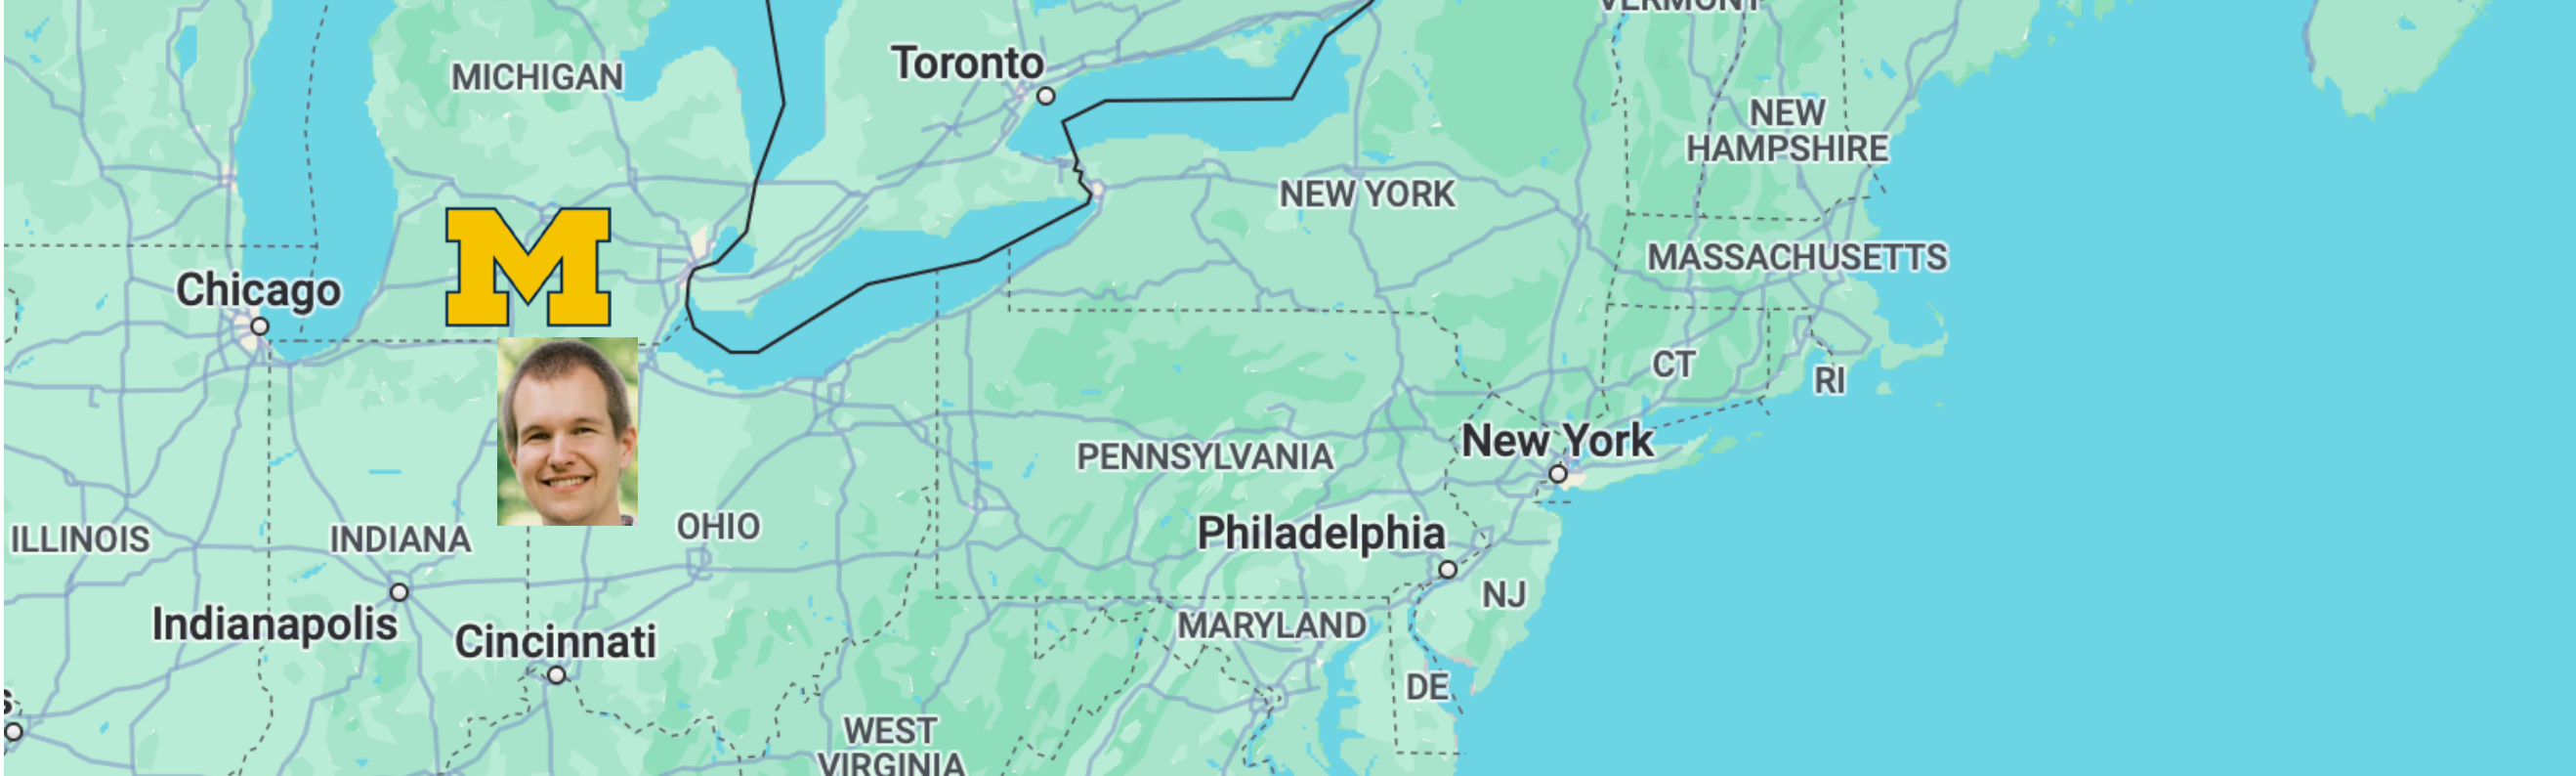 VERMONT
Toronto
MICHIGAN
NEW
HAMPSHIRE
NEW YORK
M
MASSACHUSETTS
Chicago
CT
RI
New York
PENNSYLVANIA
ILLINOIS
INDIANA
OHIO
Philadelphia
NJ
Indianapolis
Cincinnati
MARYLAND
DE
s
WEST
VIRGINIA